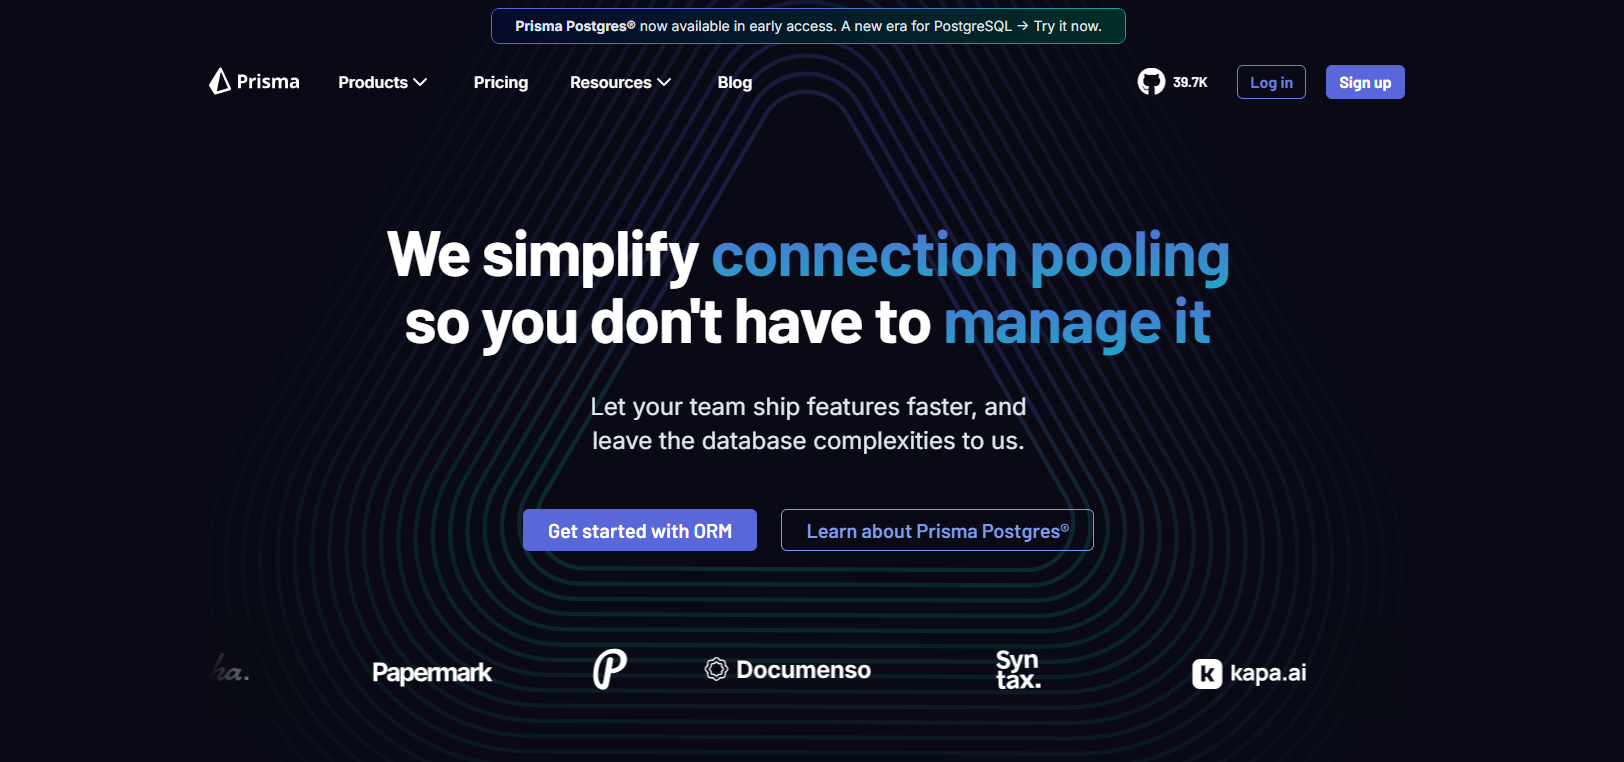 Prisma Postgres® now available in early access. A new era for PostgreSQL → Try it now.
Prisma
Products
Pricing
Resources
Blog
39.7K
Log in
Sign up
We simplify connection pooling
so you don't have to manage it
Let your team ship features faster, and
leave the database complexities to us.
Get started with ORM
Learn about Prisma Postgres®
Papermark
Documenso
Syn
tax.
kapa.ai